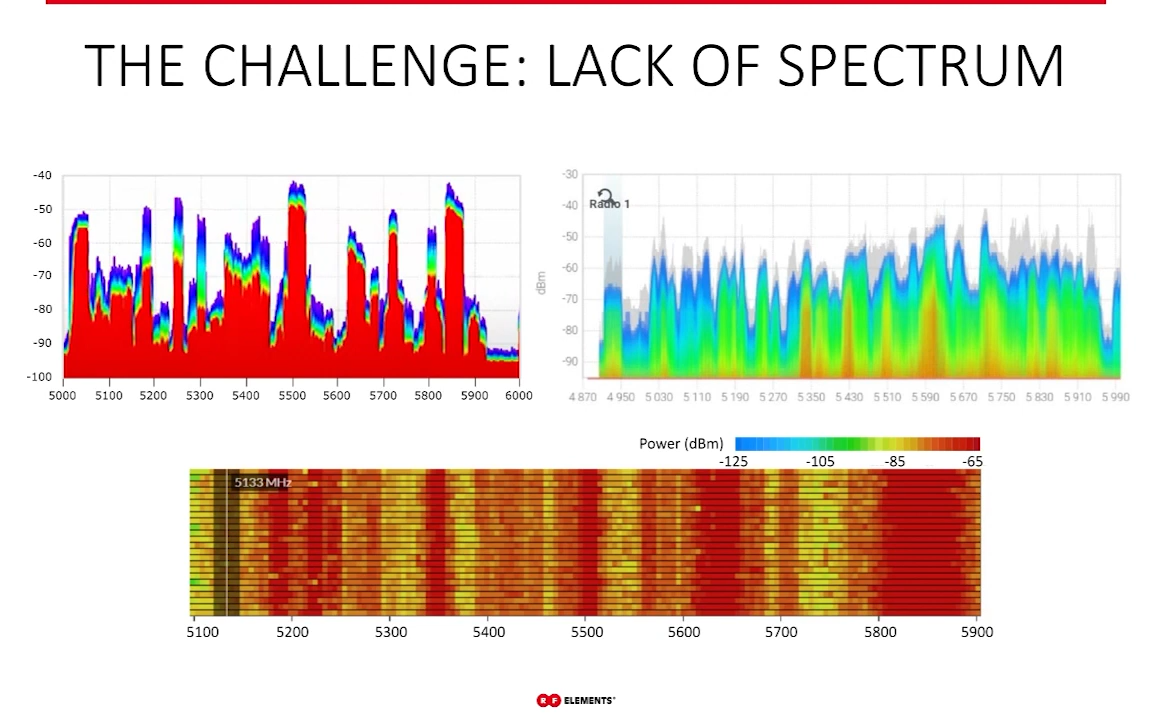 THE CHALLENGE: LACK OF SPECTRUM
-40
-50
-60
-70
-80
-90
-100
5000 5100 5200 5300 5400 5500 5600 5700 5800 5900 6000
-30
-40
-50
-60
-70
-80
-90
dBm
Radio 1
4 870 4 950 5 030 5 110 5 190 5 270 5 350 5 430 5 510 5 590 5 670 5 750 5 830 5 910 5 990
Power (dBm)
-125 -105 -85 -65
5133 MHz
5100 5200 5300 5400 5500 5600 5700 5800 5900
RF ELEMENTS